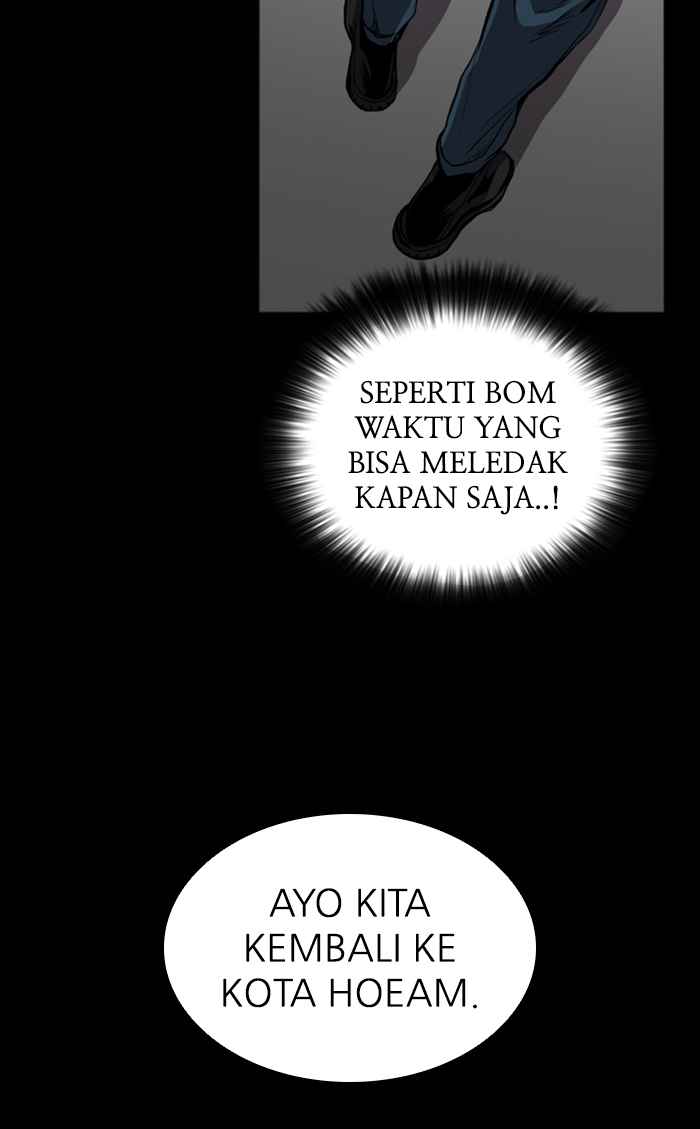 SEPERTI BOM
WAKTU YANG
BISA MELEDAK
KAPAN SAJA..!
AYO KITA
KEMBALI KE
KOTA HOEAM.